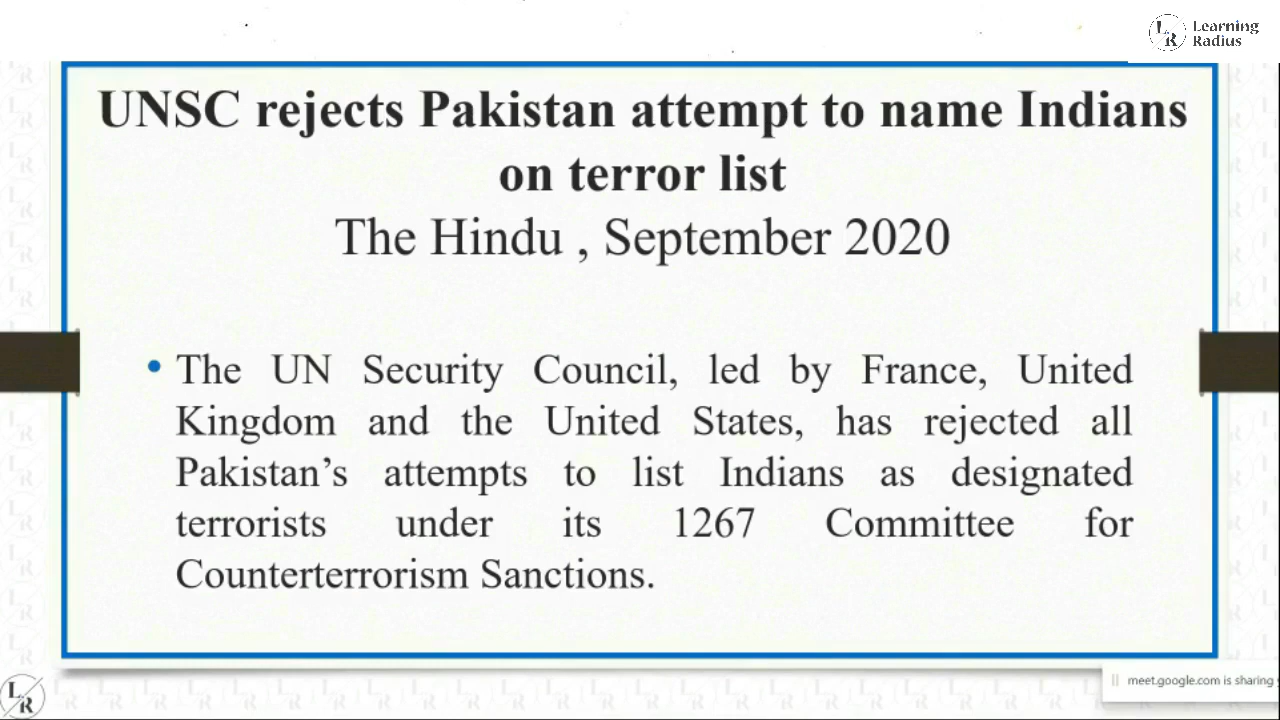 Learning
Radius
UNSC rejects Pakistan attempt to name Indians
on terror list
The Hindu , September 2020
• The UN Security Council, led by France, United
Kingdom and the United States, has rejected all
Pakistan’s attempts to list Indians as designated
terrorists under its 1267 Committee for
Counterterrorism Sanctions.
meet.google.com is sharing
L
R